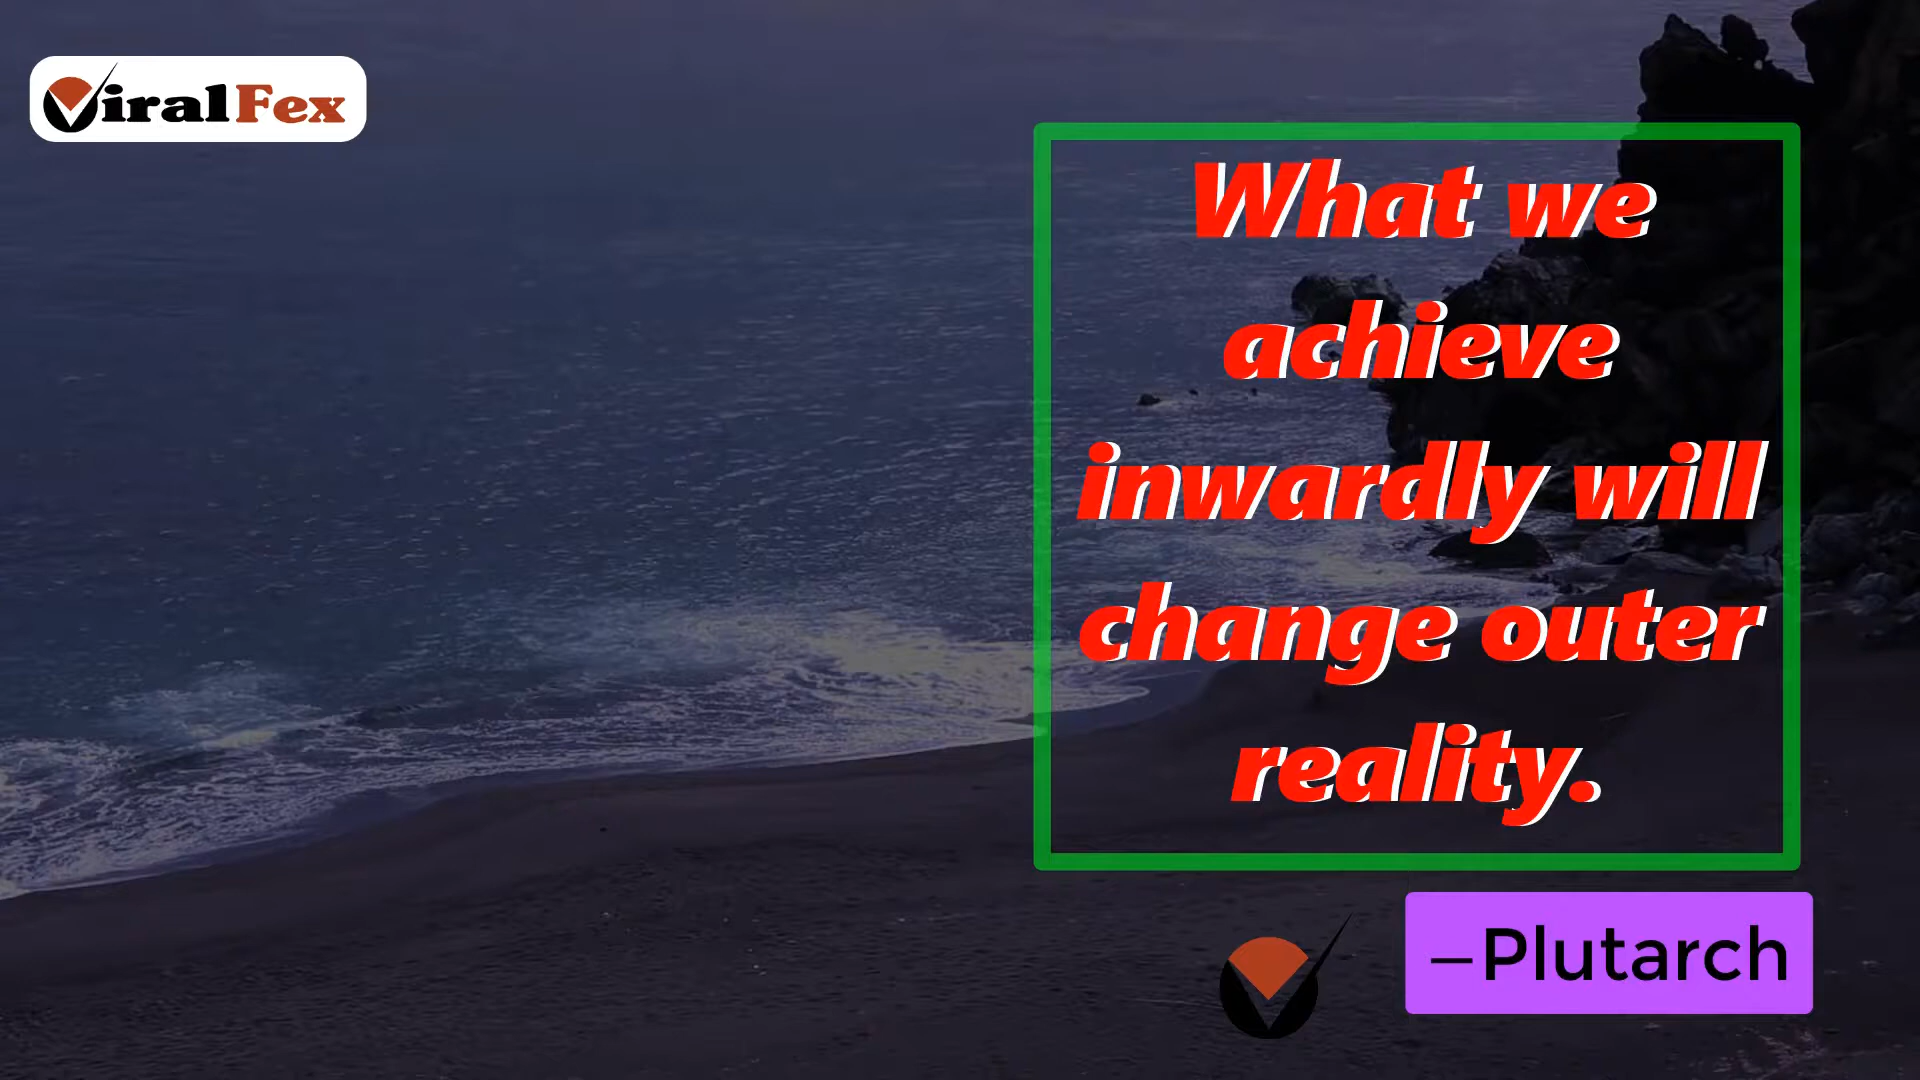 ViralFex
What we
achieve
inwardly will
change outer
reality.
—Plutarch